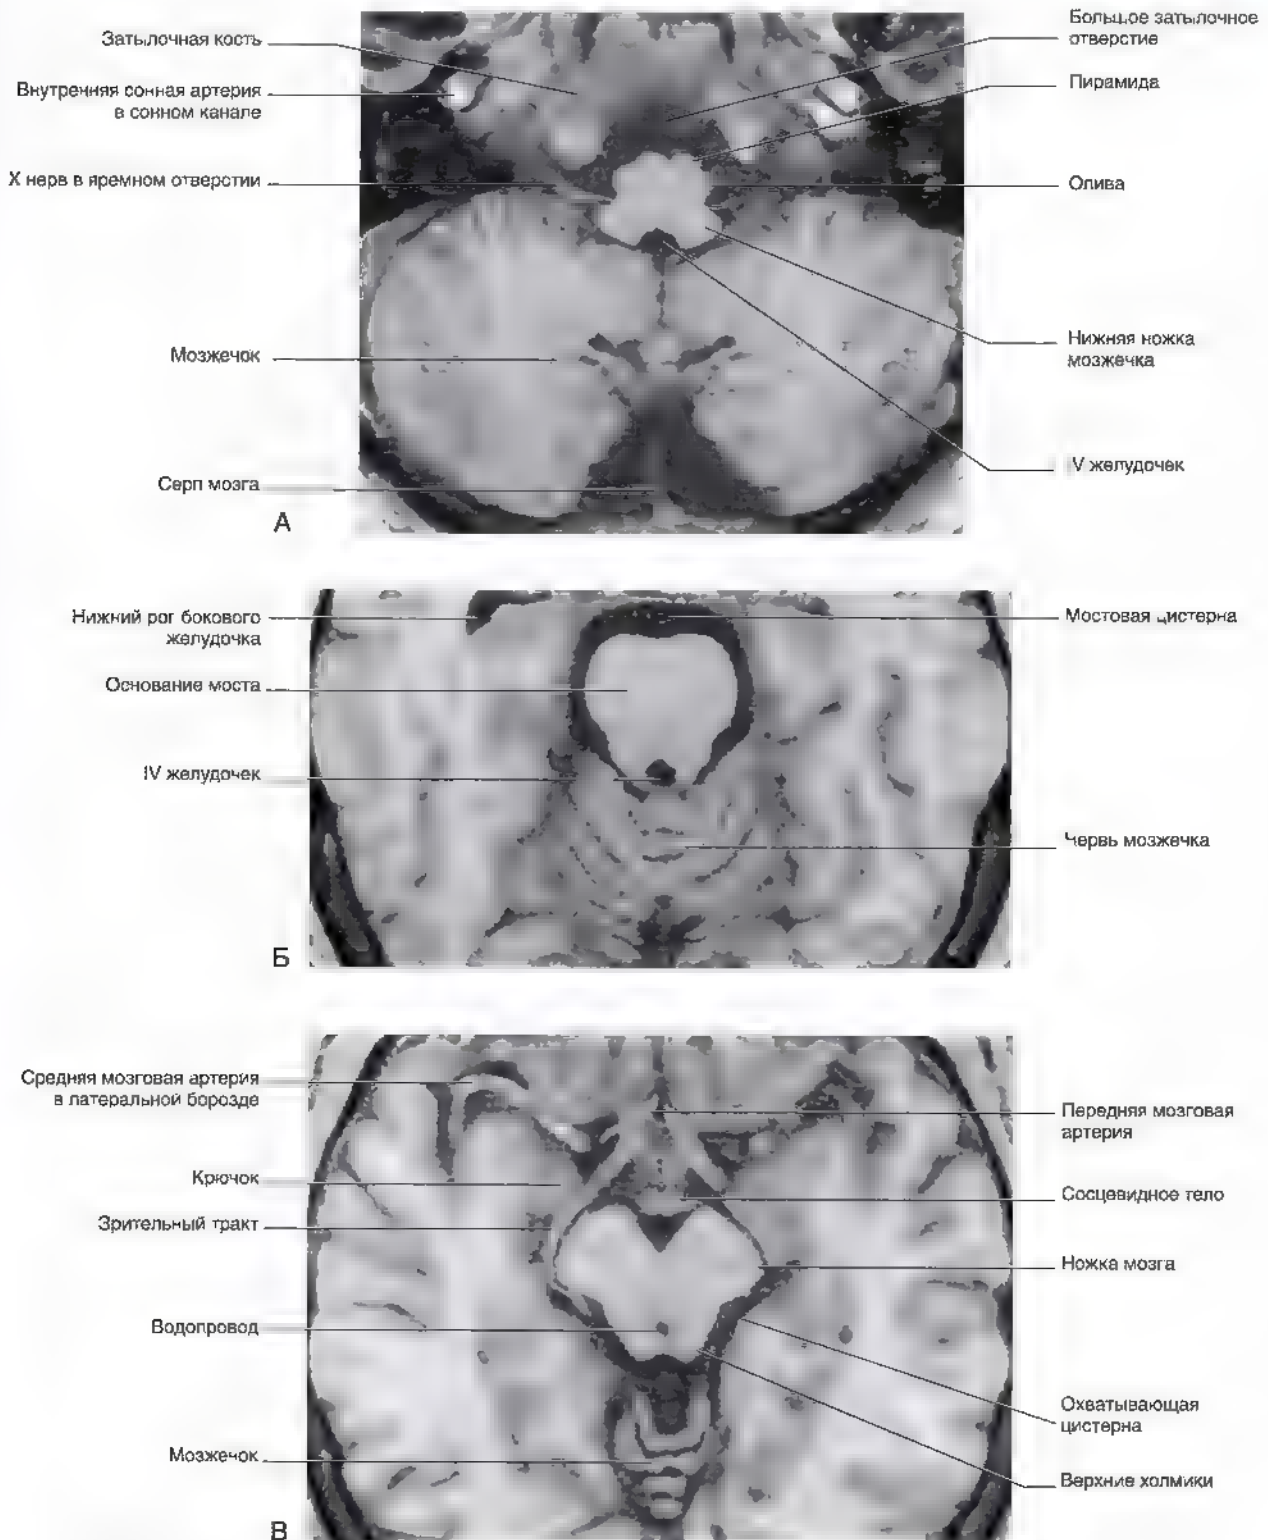 Затылочная кость
Внутренняя сонная артерия
в сонном канале
X нерв в яремном отверстии
Мозжечок
Серп мозга
А
Большое затылочное
отверстие
Пирамида
Олива
Нижняя ножка
мозжечка
IV желудочек
Нижний рог бокового
желудочка
Основание моста
IV желудочек
Б
Мостовая цистерна
Червь мозжечка
Средняя мозговая артерия
в латеральной борозде
Крючок
Зрительный тракт
Водопровод
Мозжечок
В
Передняя мозговая
артерия
Сосцевидное тело
Ножка мозга
Охватывающая
цистерна
Верхние холмики